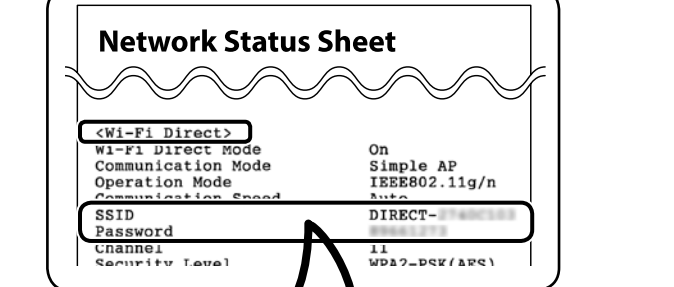 Network Status Sheet
<Wi-Fi Direct>
Wi-Fi Direct Mode On
Communication Mode Simple AP
Operation Mode IEEE802.11g/n
Communication Speed Auto
SSID DIRECT-
Password
Channel 11
Security Level WPA2-PSK(AES)